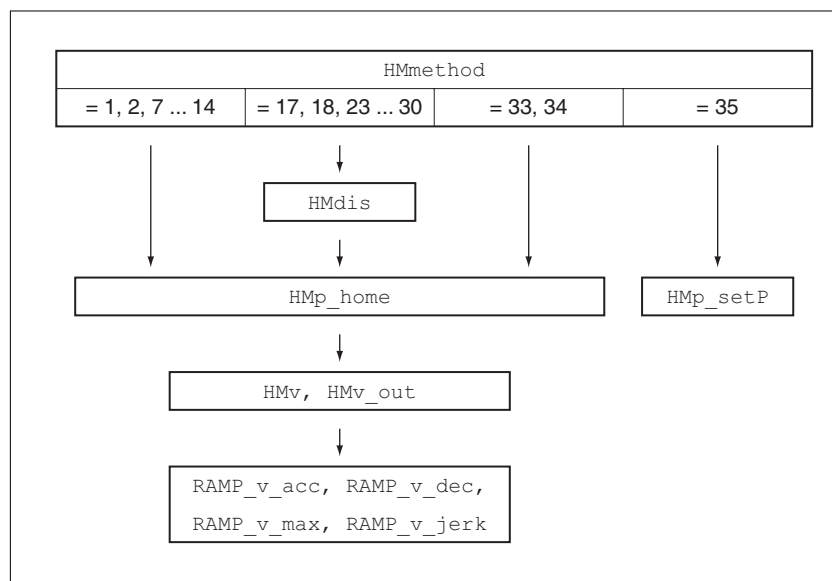 HMmethod
= 1, 2, 7 ... 14 = 17, 18, 23 ... 30 = 33, 34 = 35
HMdis
HMp_home HMp_setP
HMv, HMv_out
RAMP_v_acc, RAMP_v_dec,
RAMP_v_max, RAMP_v_jerk